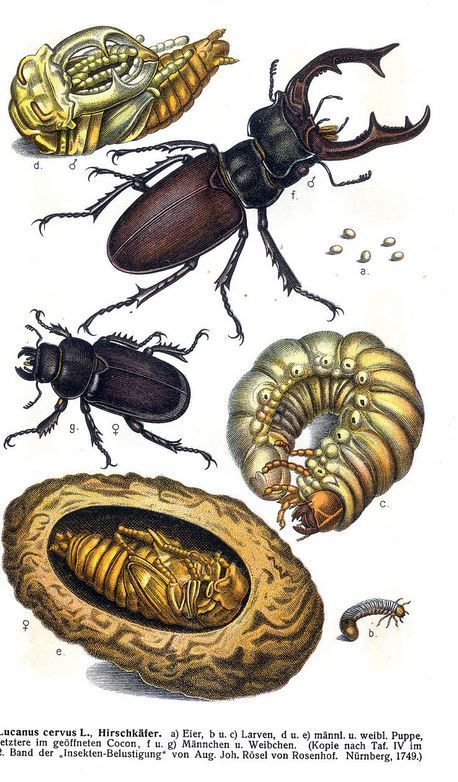 d. ♂
f. ♂
a.
g. ♀
c.
♀
e.
b.
Lucanus cervus L., Hirschkäfer. a) Eier, b u. c) Larven, d u. e) männl. u. weibl. Puppe,
letztere im geöffneten Cocon, f u. g) Männchen u. Weibchen. (Kopie nach Taf. IV im
2. Band der „Insekten-Belustigung“ von Aug. Joh. Rösel von Rosenhof. Nürnberg, 1749.)